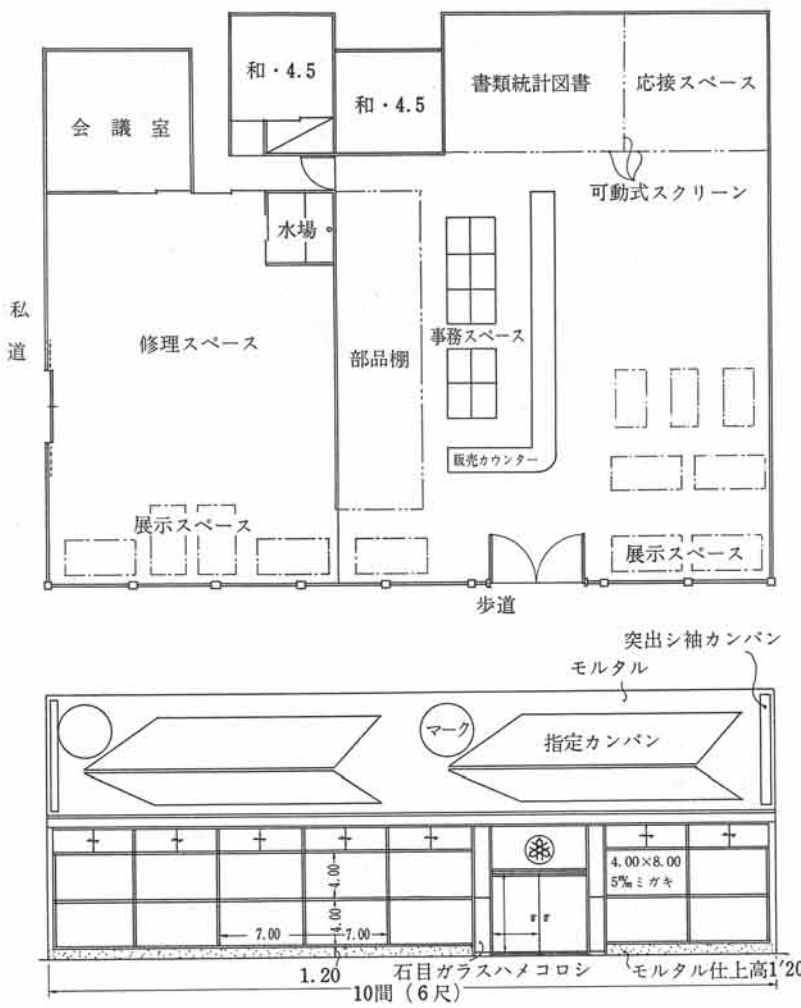 和・4.5
書類統計図書
応接スペース
会議室
和・4.5
可動式スクリーン
水場
私道
修理スペース
部品棚
事務スペース
販売カウンター
展示スペース
展示スペース
歩道
突出シ袖カンバン
モルタル
マーク
指定カンバン
4.00
4.00×8.00
5㎜ミガキ
4.00
7.00
7.00
1.20
石目ガラスハメコロシ
モルタル仕上高1'20
10間(6尺)